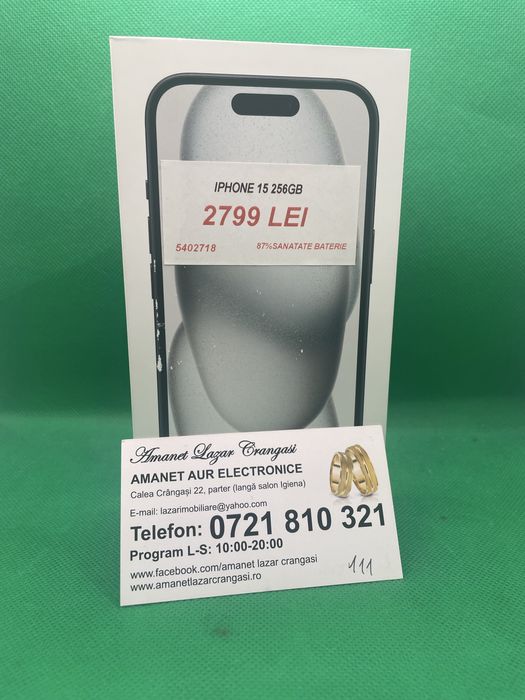 IPHONE 15 256GB
2799 LEI
5402718 87%SANATATE BATERIE
Amanet Lazar Crangasi
AMANET AUR ELECTRONICE
Calea Crângași 22, parter (langă salon Igiena)
E-mail: lazarimobiliare@yahoo.com
Telefon: 0721 810 321
Program L-S: 10:00-20:00
www.facebook.com/amanet lazar crangasi
www.amanetlazarcrangasi.ro
111